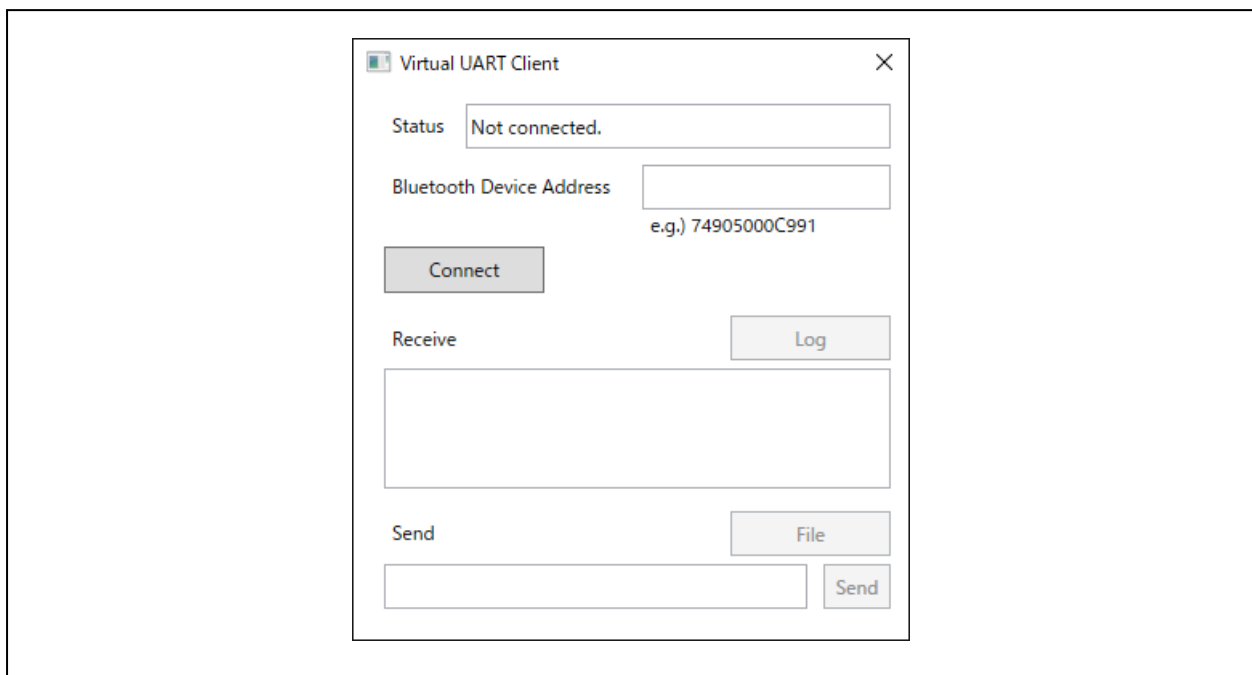 Virtual UART Client
Status Not connected.
Bluetooth Device Address
e.g.) 74905000C991
Connect
Receive Log
Send File
Send